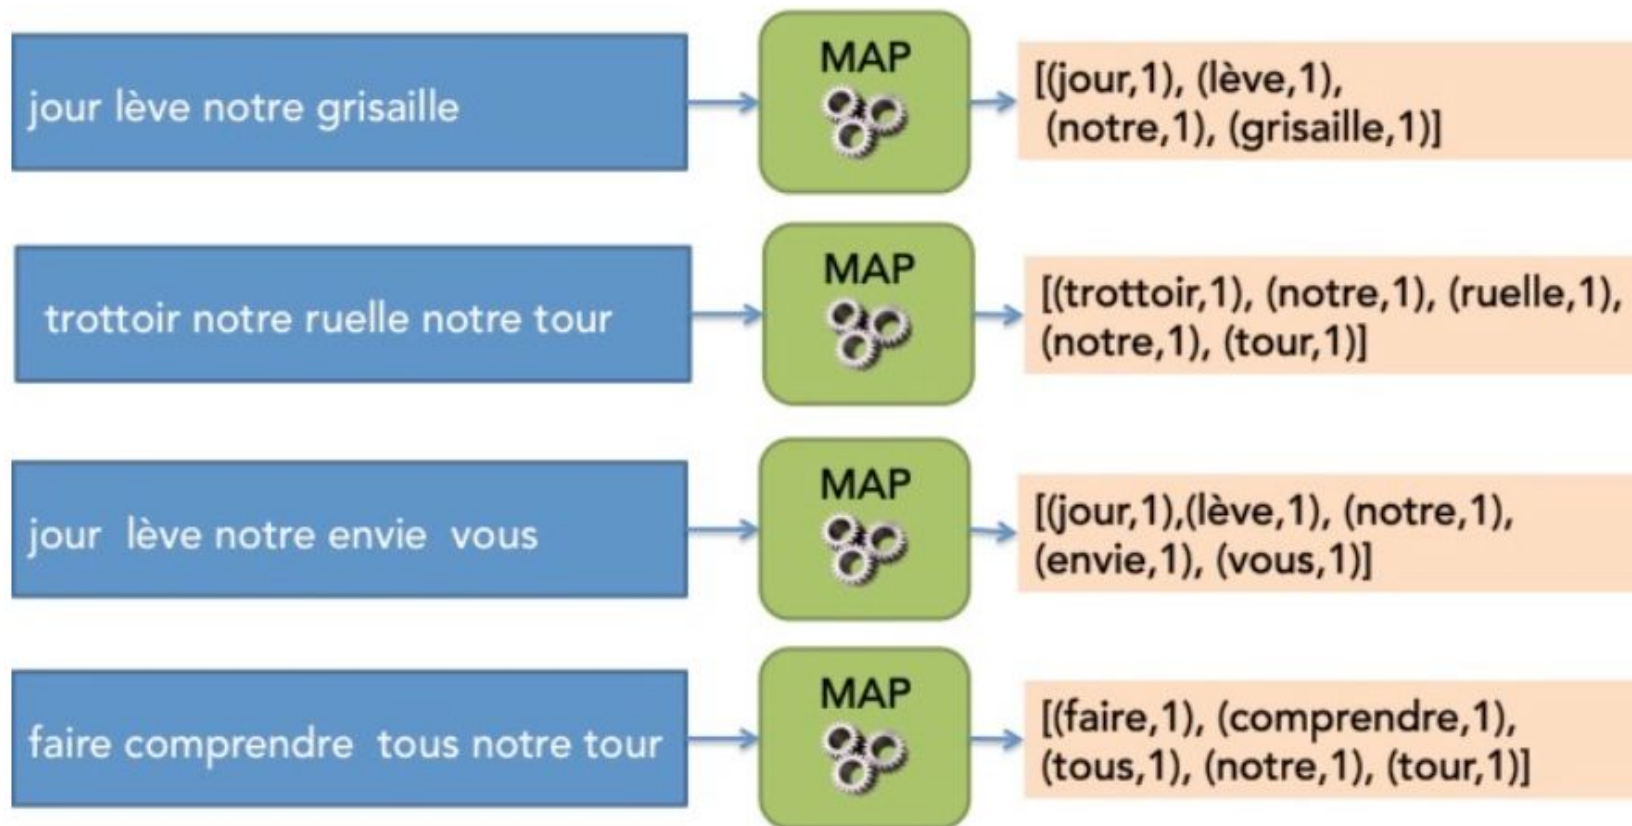 jour lève notre grisaille
MAP
[(jour,1), (lève,1),
(notre,1), (grisaille,1)]
trottoir notre ruelle notre tour
MAP
[(trottoir,1), (notre,1), (ruelle,1),
(notre,1), (tour,1)]
jour lève notre envie vous
MAP
[(jour,1),(lève,1), (notre,1),
(envie,1), (vous,1)]
faire comprendre tous notre tour
MAP
[(faire,1), (comprendre,1),
(tous,1), (notre,1), (tour,1)]